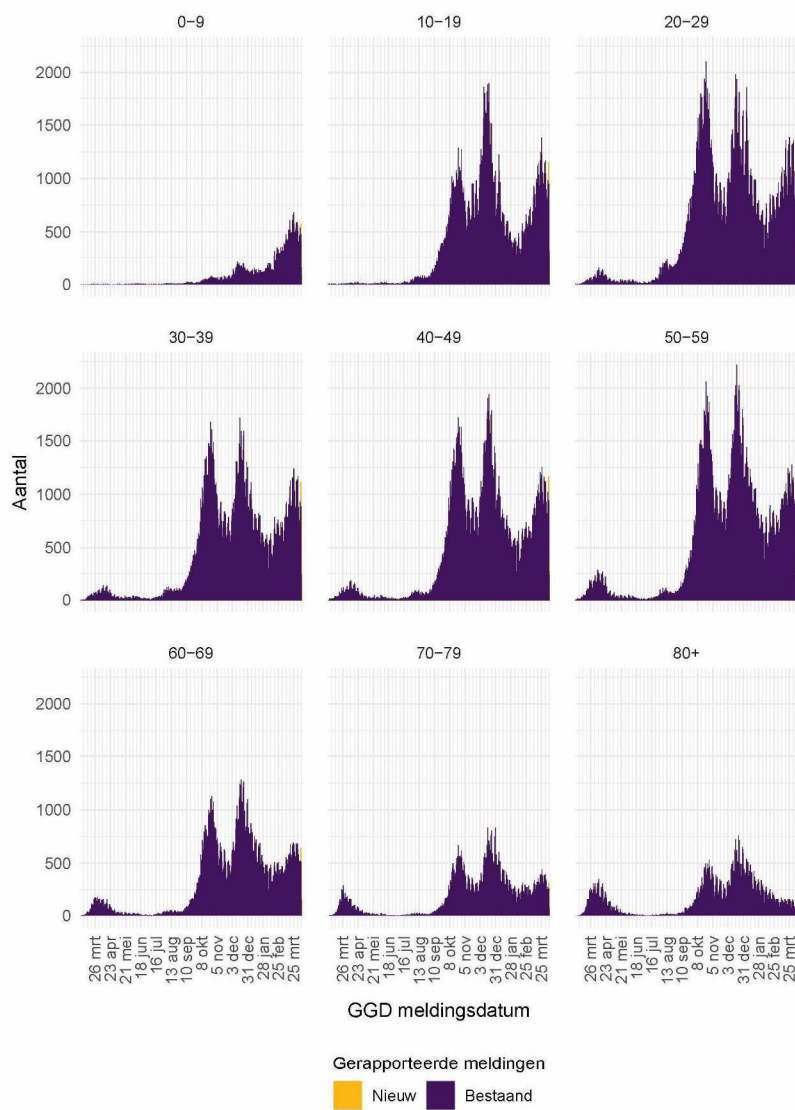 0−9
10−19
20−29
2000
1500
1000
500
0
30−39
40−49
50−59
2000
1500
1000
500
0
60−69
70−79
80+
2000
1500
1000
500
0
Aantal
26 mrt
23 apr
21 mei
18 jun
16 jul
13 aug
10 sep
8 okt
5 nov
3 dec
31 dec
28 jan
25 feb
25 mrt
26 mrt
23 apr
21 mei
18 jun
16 jul
13 aug
10 sep
8 okt
5 nov
3 dec
31 dec
28 jan
25 feb
25 mrt
26 mrt
23 apr
21 mei
18 jun
16 jul
13 aug
10 sep
8 okt
5 nov
3 dec
31 dec
28 jan
25 feb
25 mrt
GGD meldingsdatum
Gerapporteerde meldingen
Nieuw
Bestaand